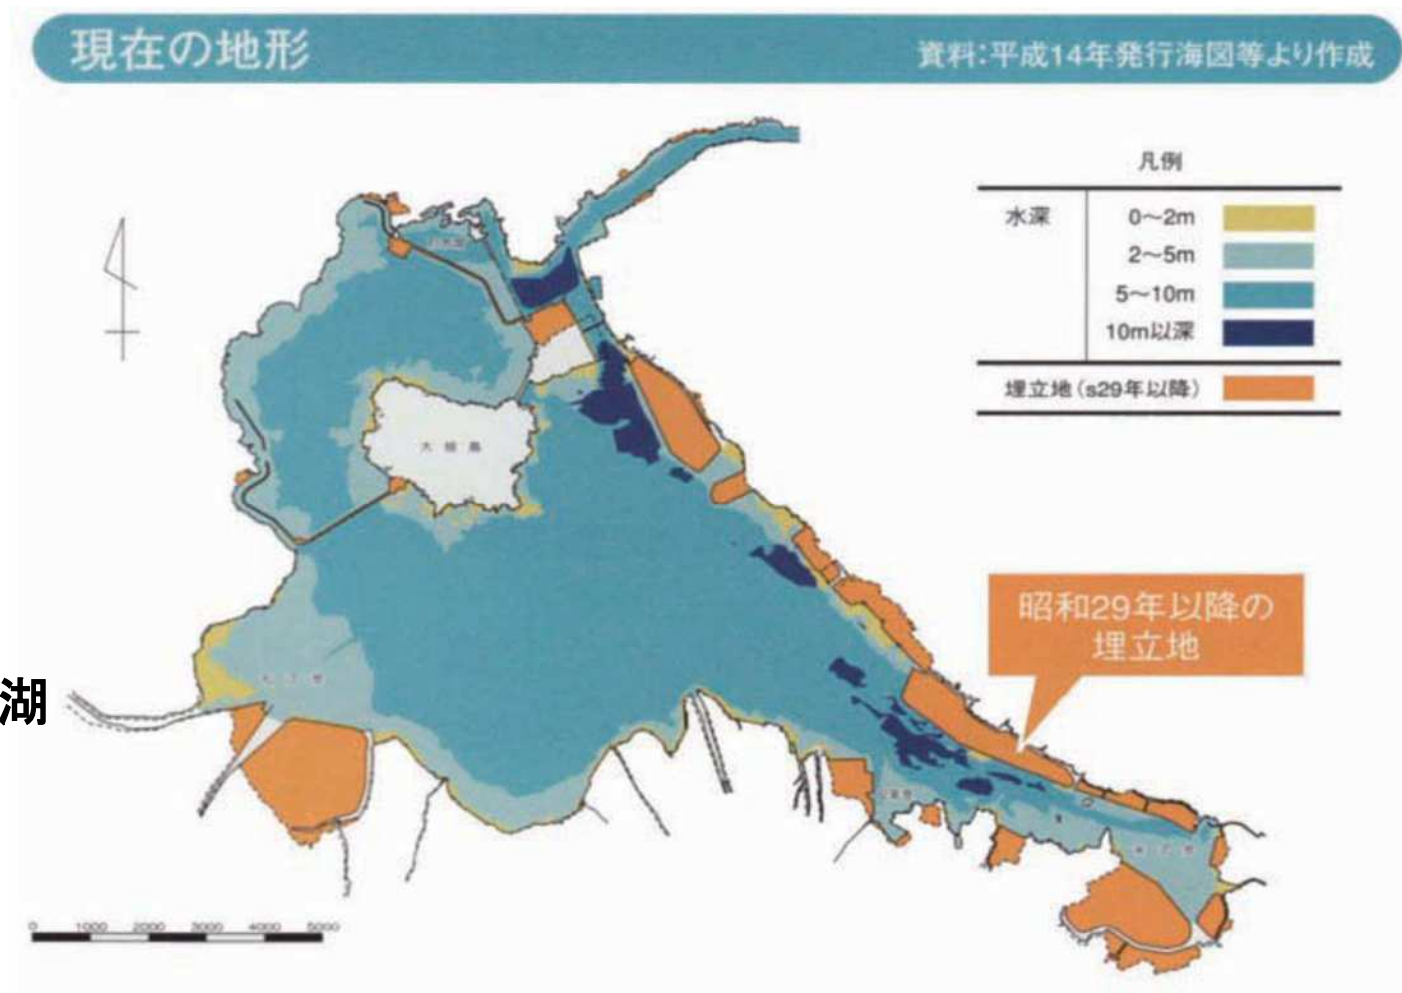 現在の地形
資料:平成14年発行海図等より作成
凡例
水深
0〜2m
2〜5m
5〜10m
10m以深
埋立地(s29年以降)
大根島
昭和29年以降の
埋立地
湖
0 1000 2000 3000 4000 5000